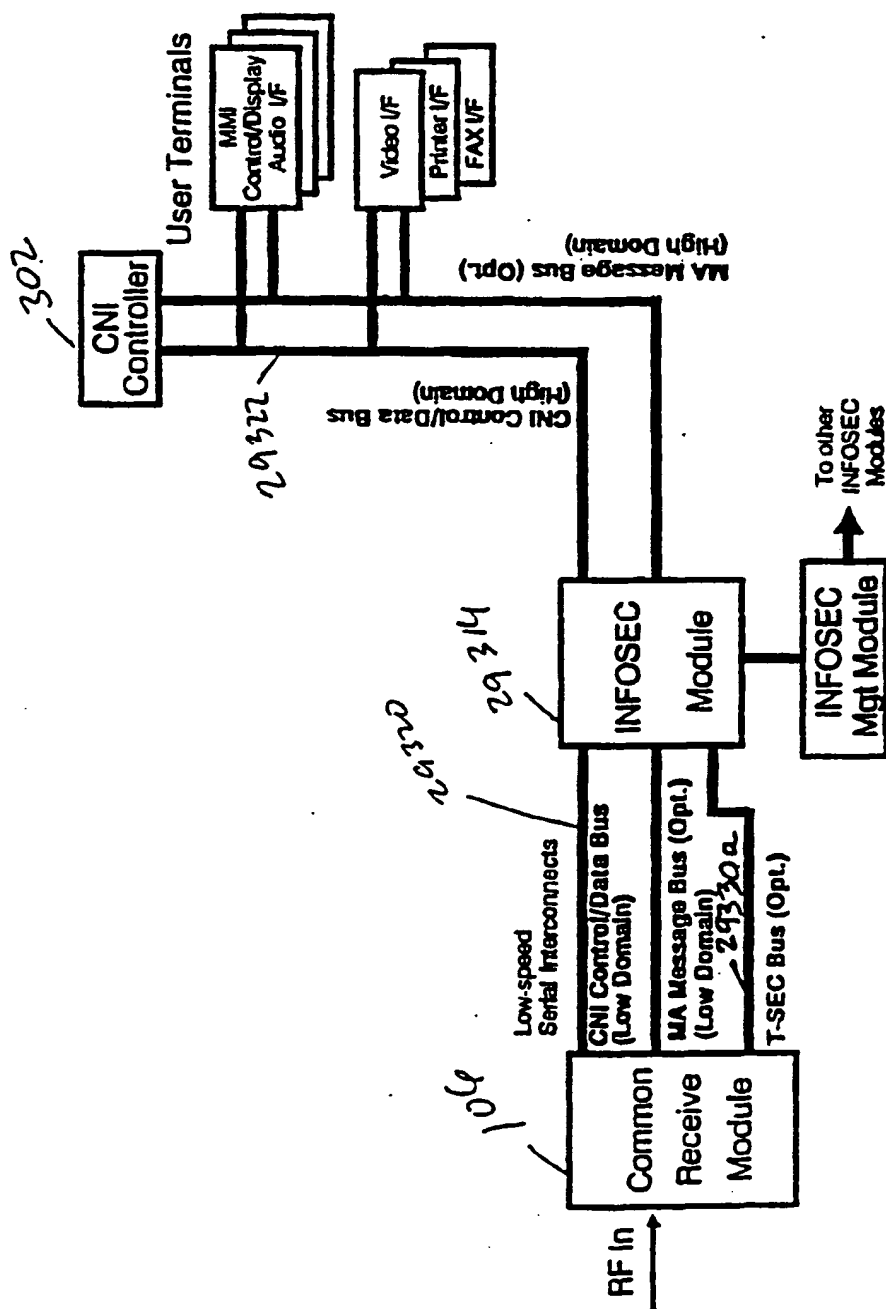 RF In
106
Common
Receive
Module
Low-speed
Serial Interconnects
CNI Control/Data Bus
(Low Domain)
MA Message Bus (Opt.)
(Low Domain)
29330a
T-SEC Bus (Opt.)
29320
29314
INFOSEC
Module
INFOSEC
Mgt Module
To other
INFOSEC
Modules
CNI Control/Data Bus
(High Domain)
29322
MA Message Bus (Opt.)
(High Domain)
302
CNI
Controller
User Terminals
MMI
Control/Display
Audio I/F
Video I/F
Printer I/F
FAX I/F